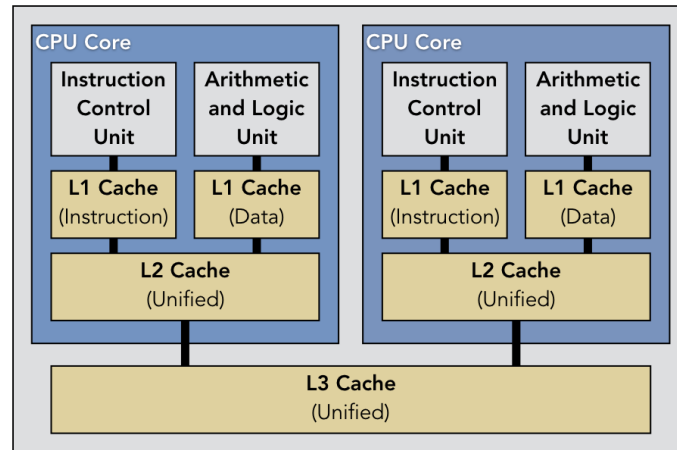 CPU Core
Instruction
Control
Unit
Arithmetic
and Logic
Unit
L1 Cache
(Instruction)
L1 Cache
(Data)
L2 Cache
(Unified)
CPU Core
Instruction
Control
Unit
Arithmetic
and Logic
Unit
L1 Cache
(Instruction)
L1 Cache
(Data)
L2 Cache
(Unified)
L3 Cache
(Unified)